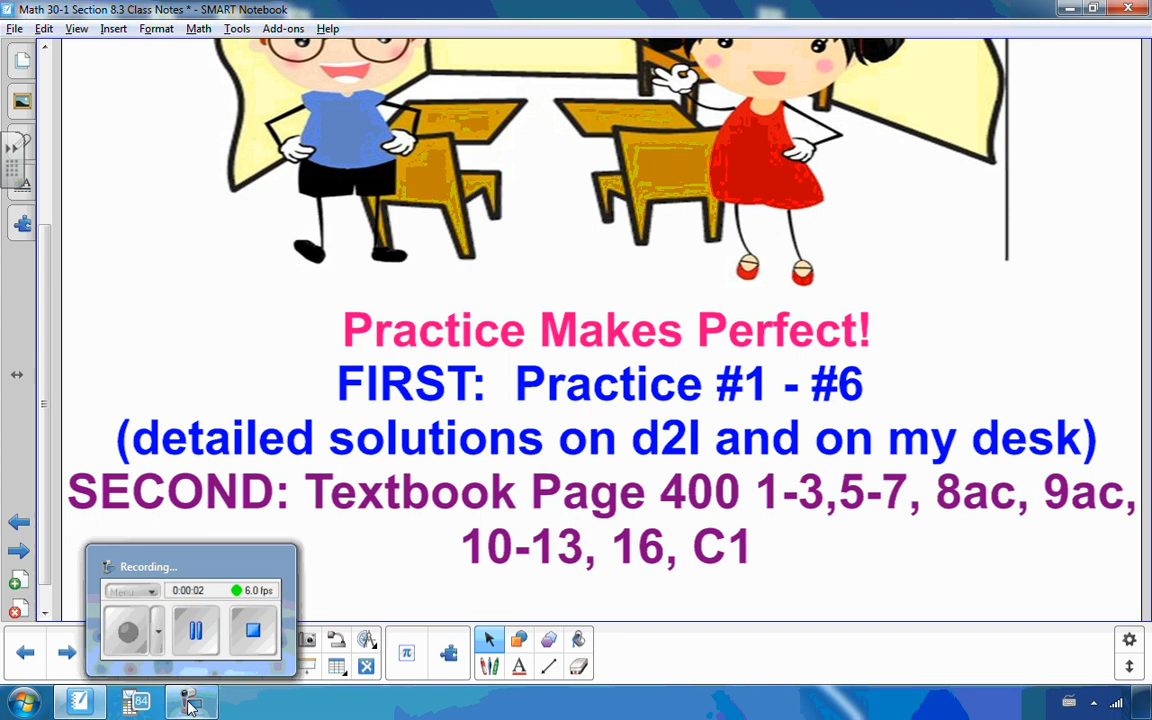 Math 30-1 Section 8.3 Class Notes * - SMART Notebook
File Edit View Insert Format Math Tools Add-ons Help
Practice Makes Perfect!
FIRST: Practice #1 - #6
(detailed solutions on d2l and on my desk)
SECOND: Textbook Page 400 1-3,5-7, 8ac, 9ac,
10-13, 16, C1
Recording...
Menu 0:00:02 6.0 fps
π
A
84